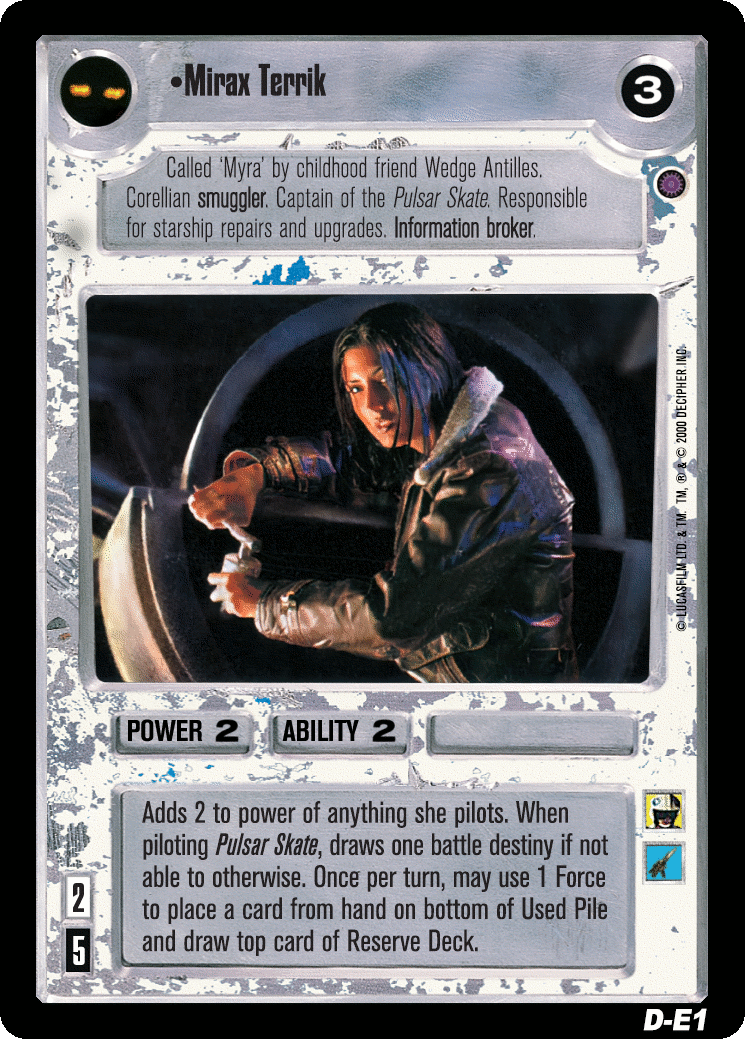 •Mirax Terrik
3
Called ‘Myra’ by childhood friend Wedge Antilles.
Corellian smuggler. Captain of the Pulsar Skate. Responsible
for starship repairs and upgrades. Information broker.
© LUCASFILM LTD. & TM. TM, ® & © 2000 DECIPHER INC.
POWER 2
ABILITY 2
Adds 2 to power of anything she pilots. When
piloting Pulsar Skate, draws one battle destiny if not
able to otherwise. Once per turn, may use 1 Force
to place a card from hand on bottom of Used Pile
and draw top card of Reserve Deck.
2
5
D-E1